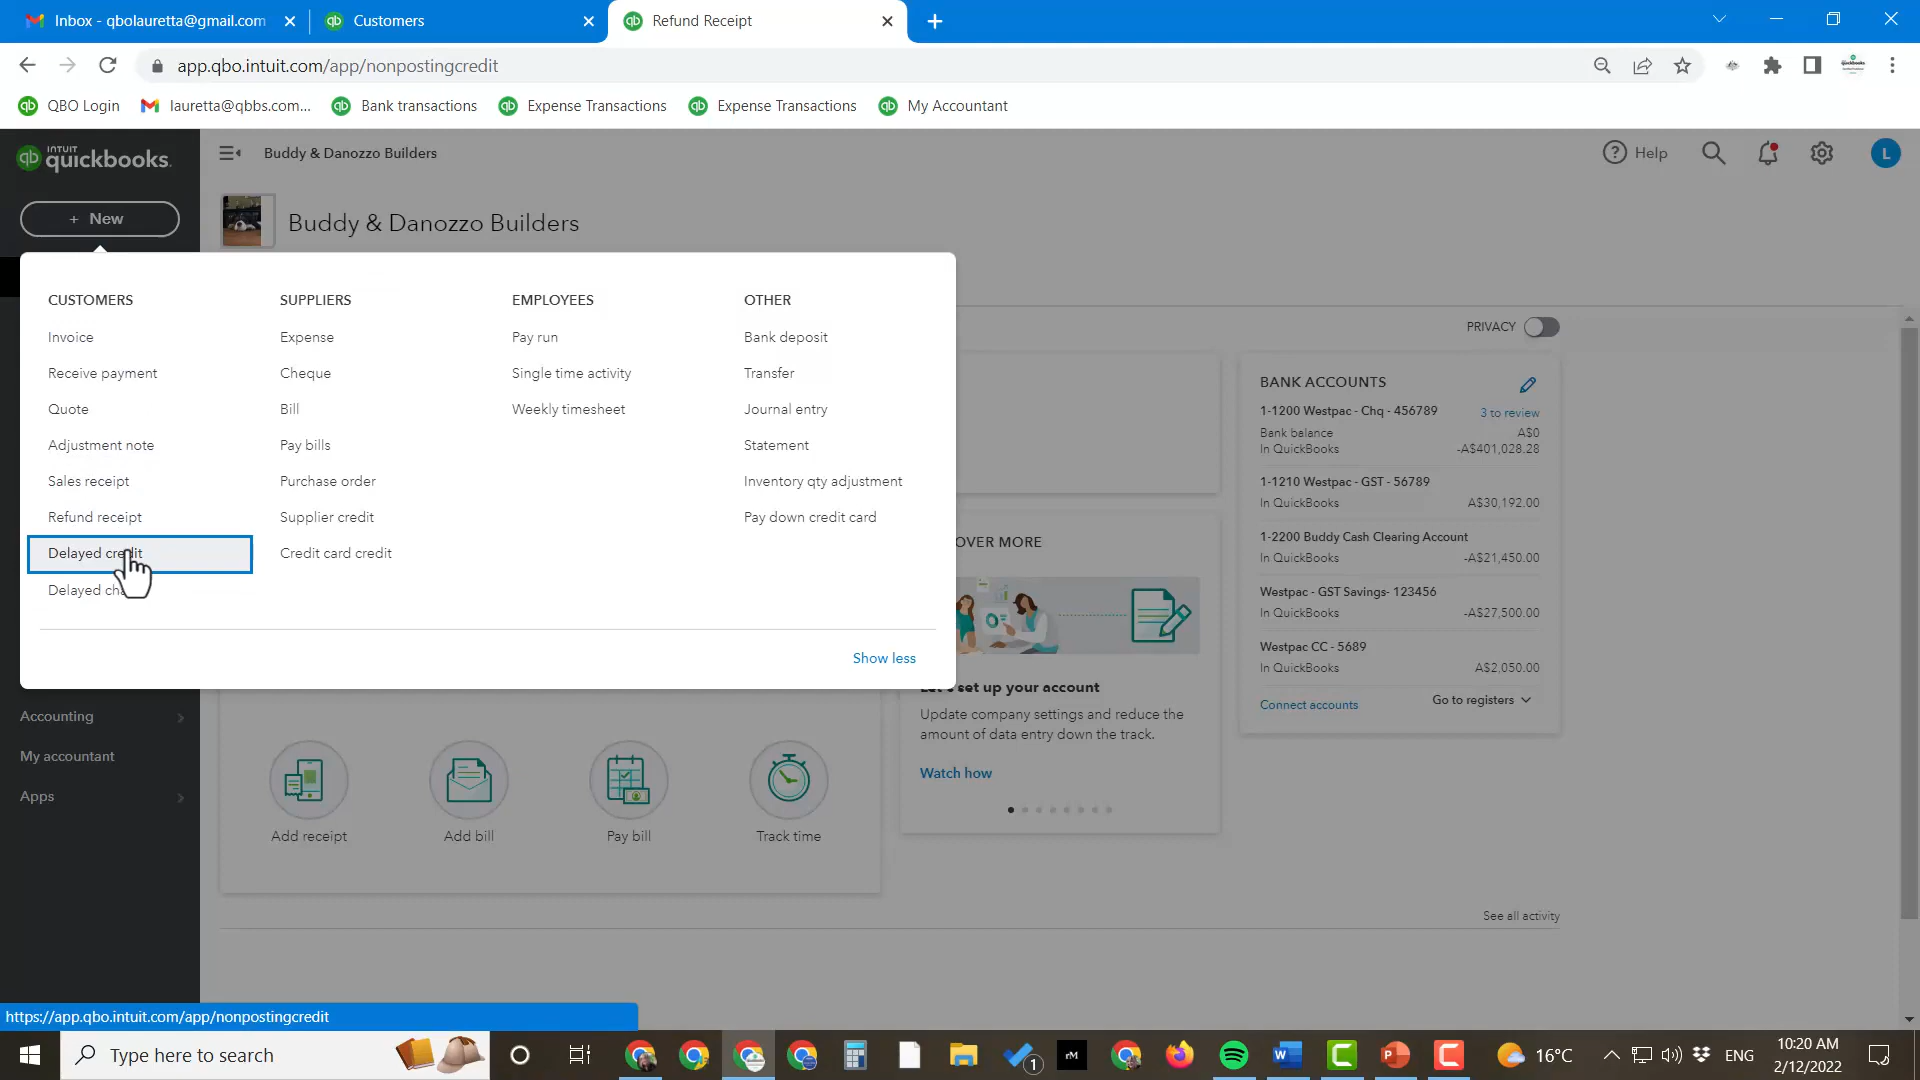 Inbox - qbolauretta@gmail.com
Customers
Refund Receipt
app.qbo.intuit.com/app/nonpostingcredit
QBO Login
lauretta@qbbs.com...
Bank transactions
Expense Transactions
Expense Transactions
My Accountant
INTUIT
quickbooks.
Buddy & Danozzo Builders
Help
L
+ New
Buddy & Danozzo Builders
CUSTOMERS
Invoice
Receive payment
Quote
Adjustment note
Sales receipt
Refund receipt
Delayed credit
Delayed
SUPPLIERS
Expense
Cheque
Bill
Pay bills
Purchase order
Supplier credit
Credit card credit
EMPLOYEES
Pay run
Single time activity
Weekly timesheet
OTHER
Bank deposit
Transfer
Journal entry
Statement
Inventory qty adjustment
Pay down credit card
Show less
PRIVACY
BANK ACCOUNTS
1-1200 Westpac - Chq - 456789
3 to review
Bank balance
A$0
In QuickBooks
-A$401,028.28
1-1210 Westpac - GST - 56789
In QuickBooks
A$30,192.00
1-2200 Buddy Cash Clearing Account
In QuickBooks
-A$21,450.00
Westpac - GST Savings- 123456
In QuickBooks
-A$27,500.00
Westpac CC - 5689
In QuickBooks
A$2,050.00
Connect accounts
Go to registers
OVER MORE
set up your account
Update company settings and reduce the
amount of data entry down the track.
Watch how
Accounting
My accountant
Apps
Add receipt
Add bill
Pay bill
Track time
See all activity
https://app.qbo.intuit.com/app/nonpostingcredit
Type here to search
1
rM
16°C
ENG
10:20 AM
2/12/2022